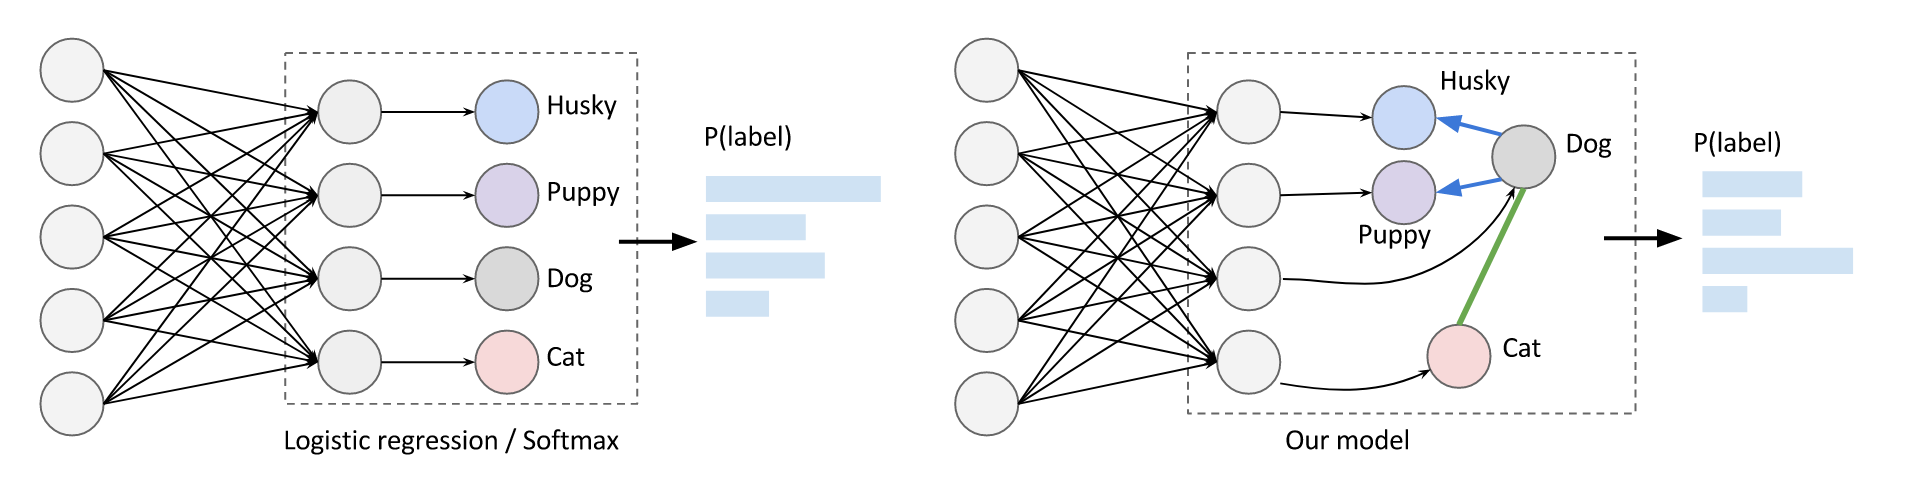 Husky
Puppy
Dog
Cat
P(label)
Logistic regression / Softmax
Husky
Dog
Puppy
Cat
P(label)
Our model